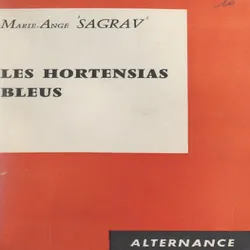 MARIE-ANGE 'SAGRAV'
LES HORTENSIAS
BLEUS
ALTERNANCE